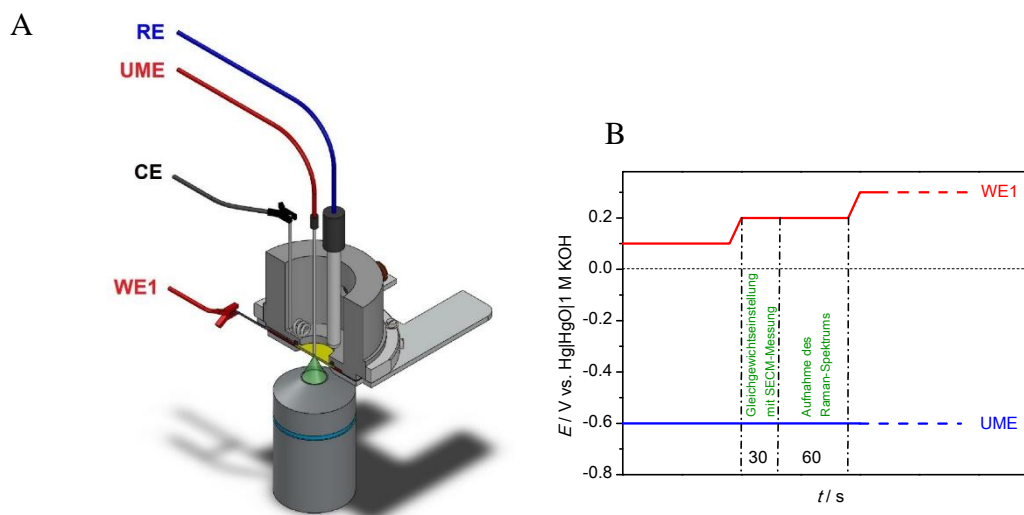 A
RE
UME
CE
WE1
B
E / V vs. Hg|HgO|1 M KOH
0.2
0.0
-0.2
-0.4
-0.6
-0.8
WE1
Gleichgewichtseinstellung
mit SECM-Messung
Aufnahme des
Raman-Spektrums
UME
30
60
t / s